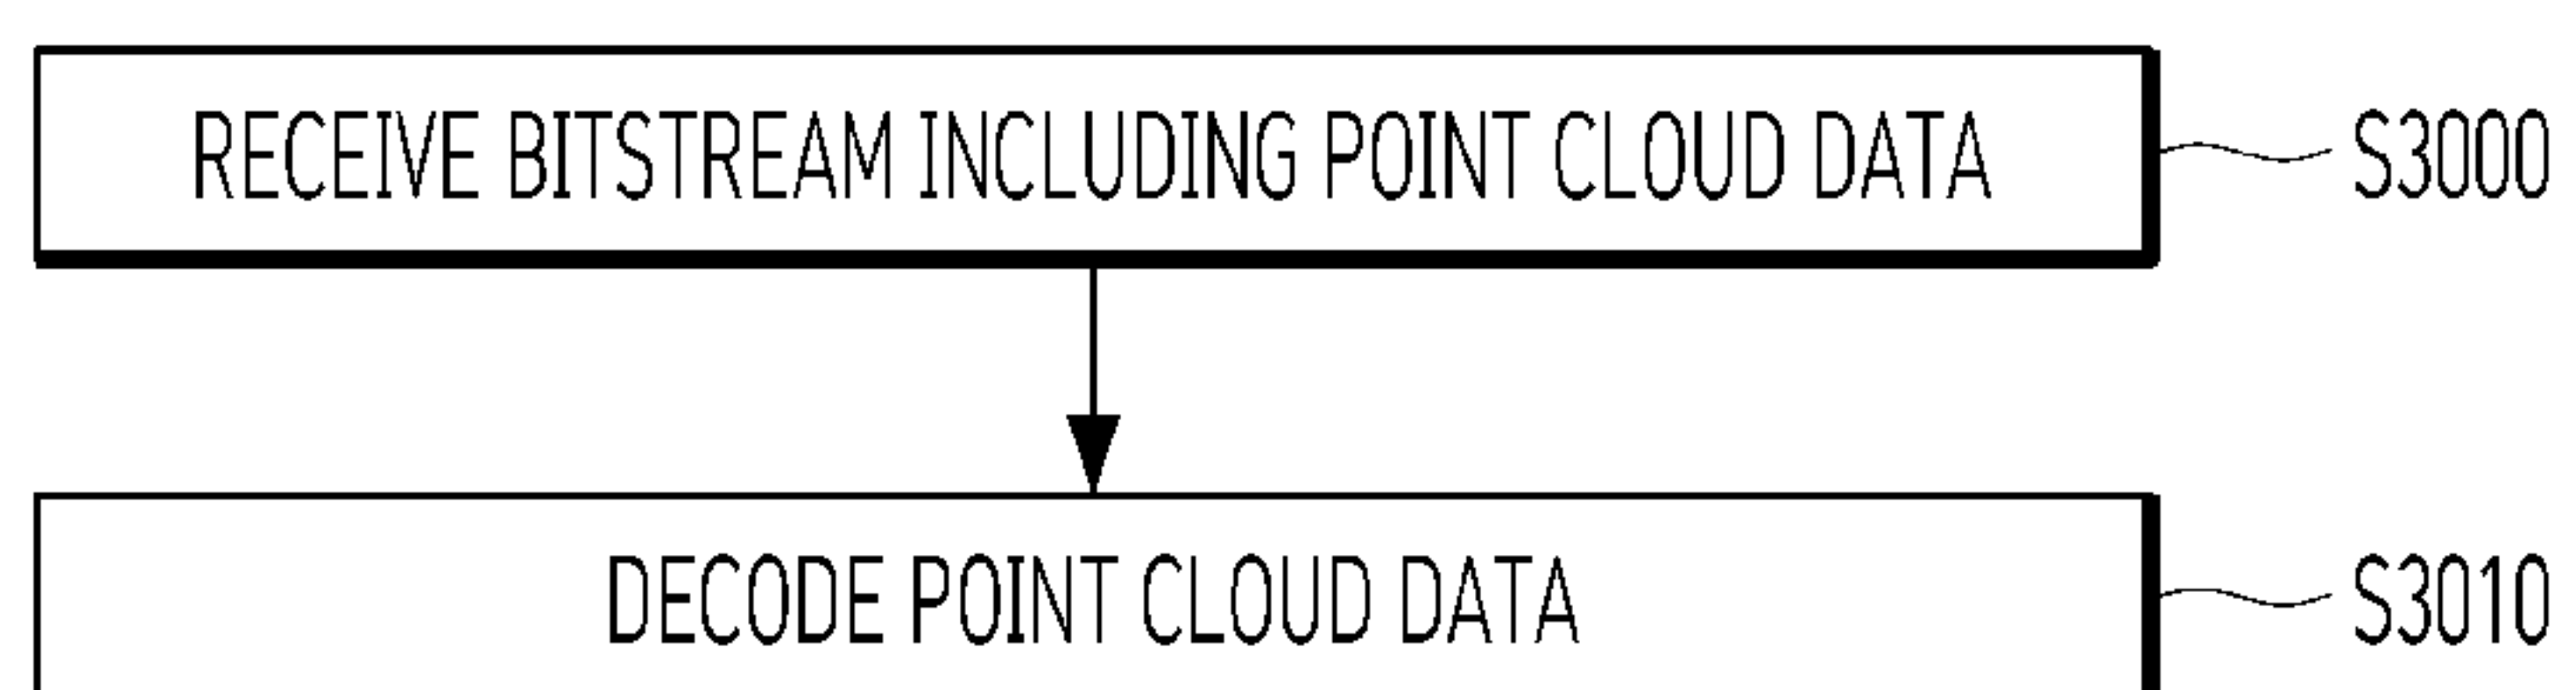 RECEIVE BITSTREAM INCLUDING POINT CLOUD DATA S3000
DECODE POINT CLOUD DATA S3010